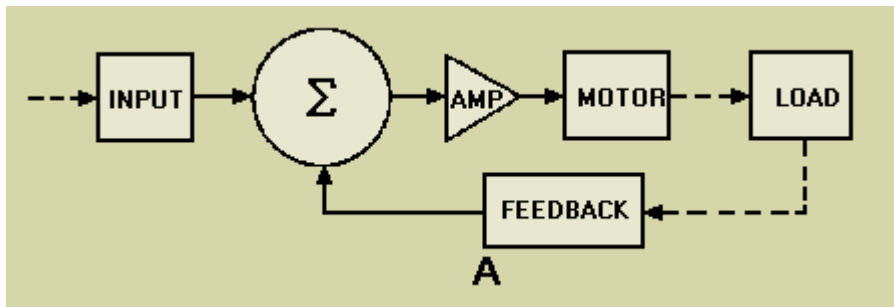 INPUT
Σ
AMP
MOTOR
LOAD
FEEDBACK
A